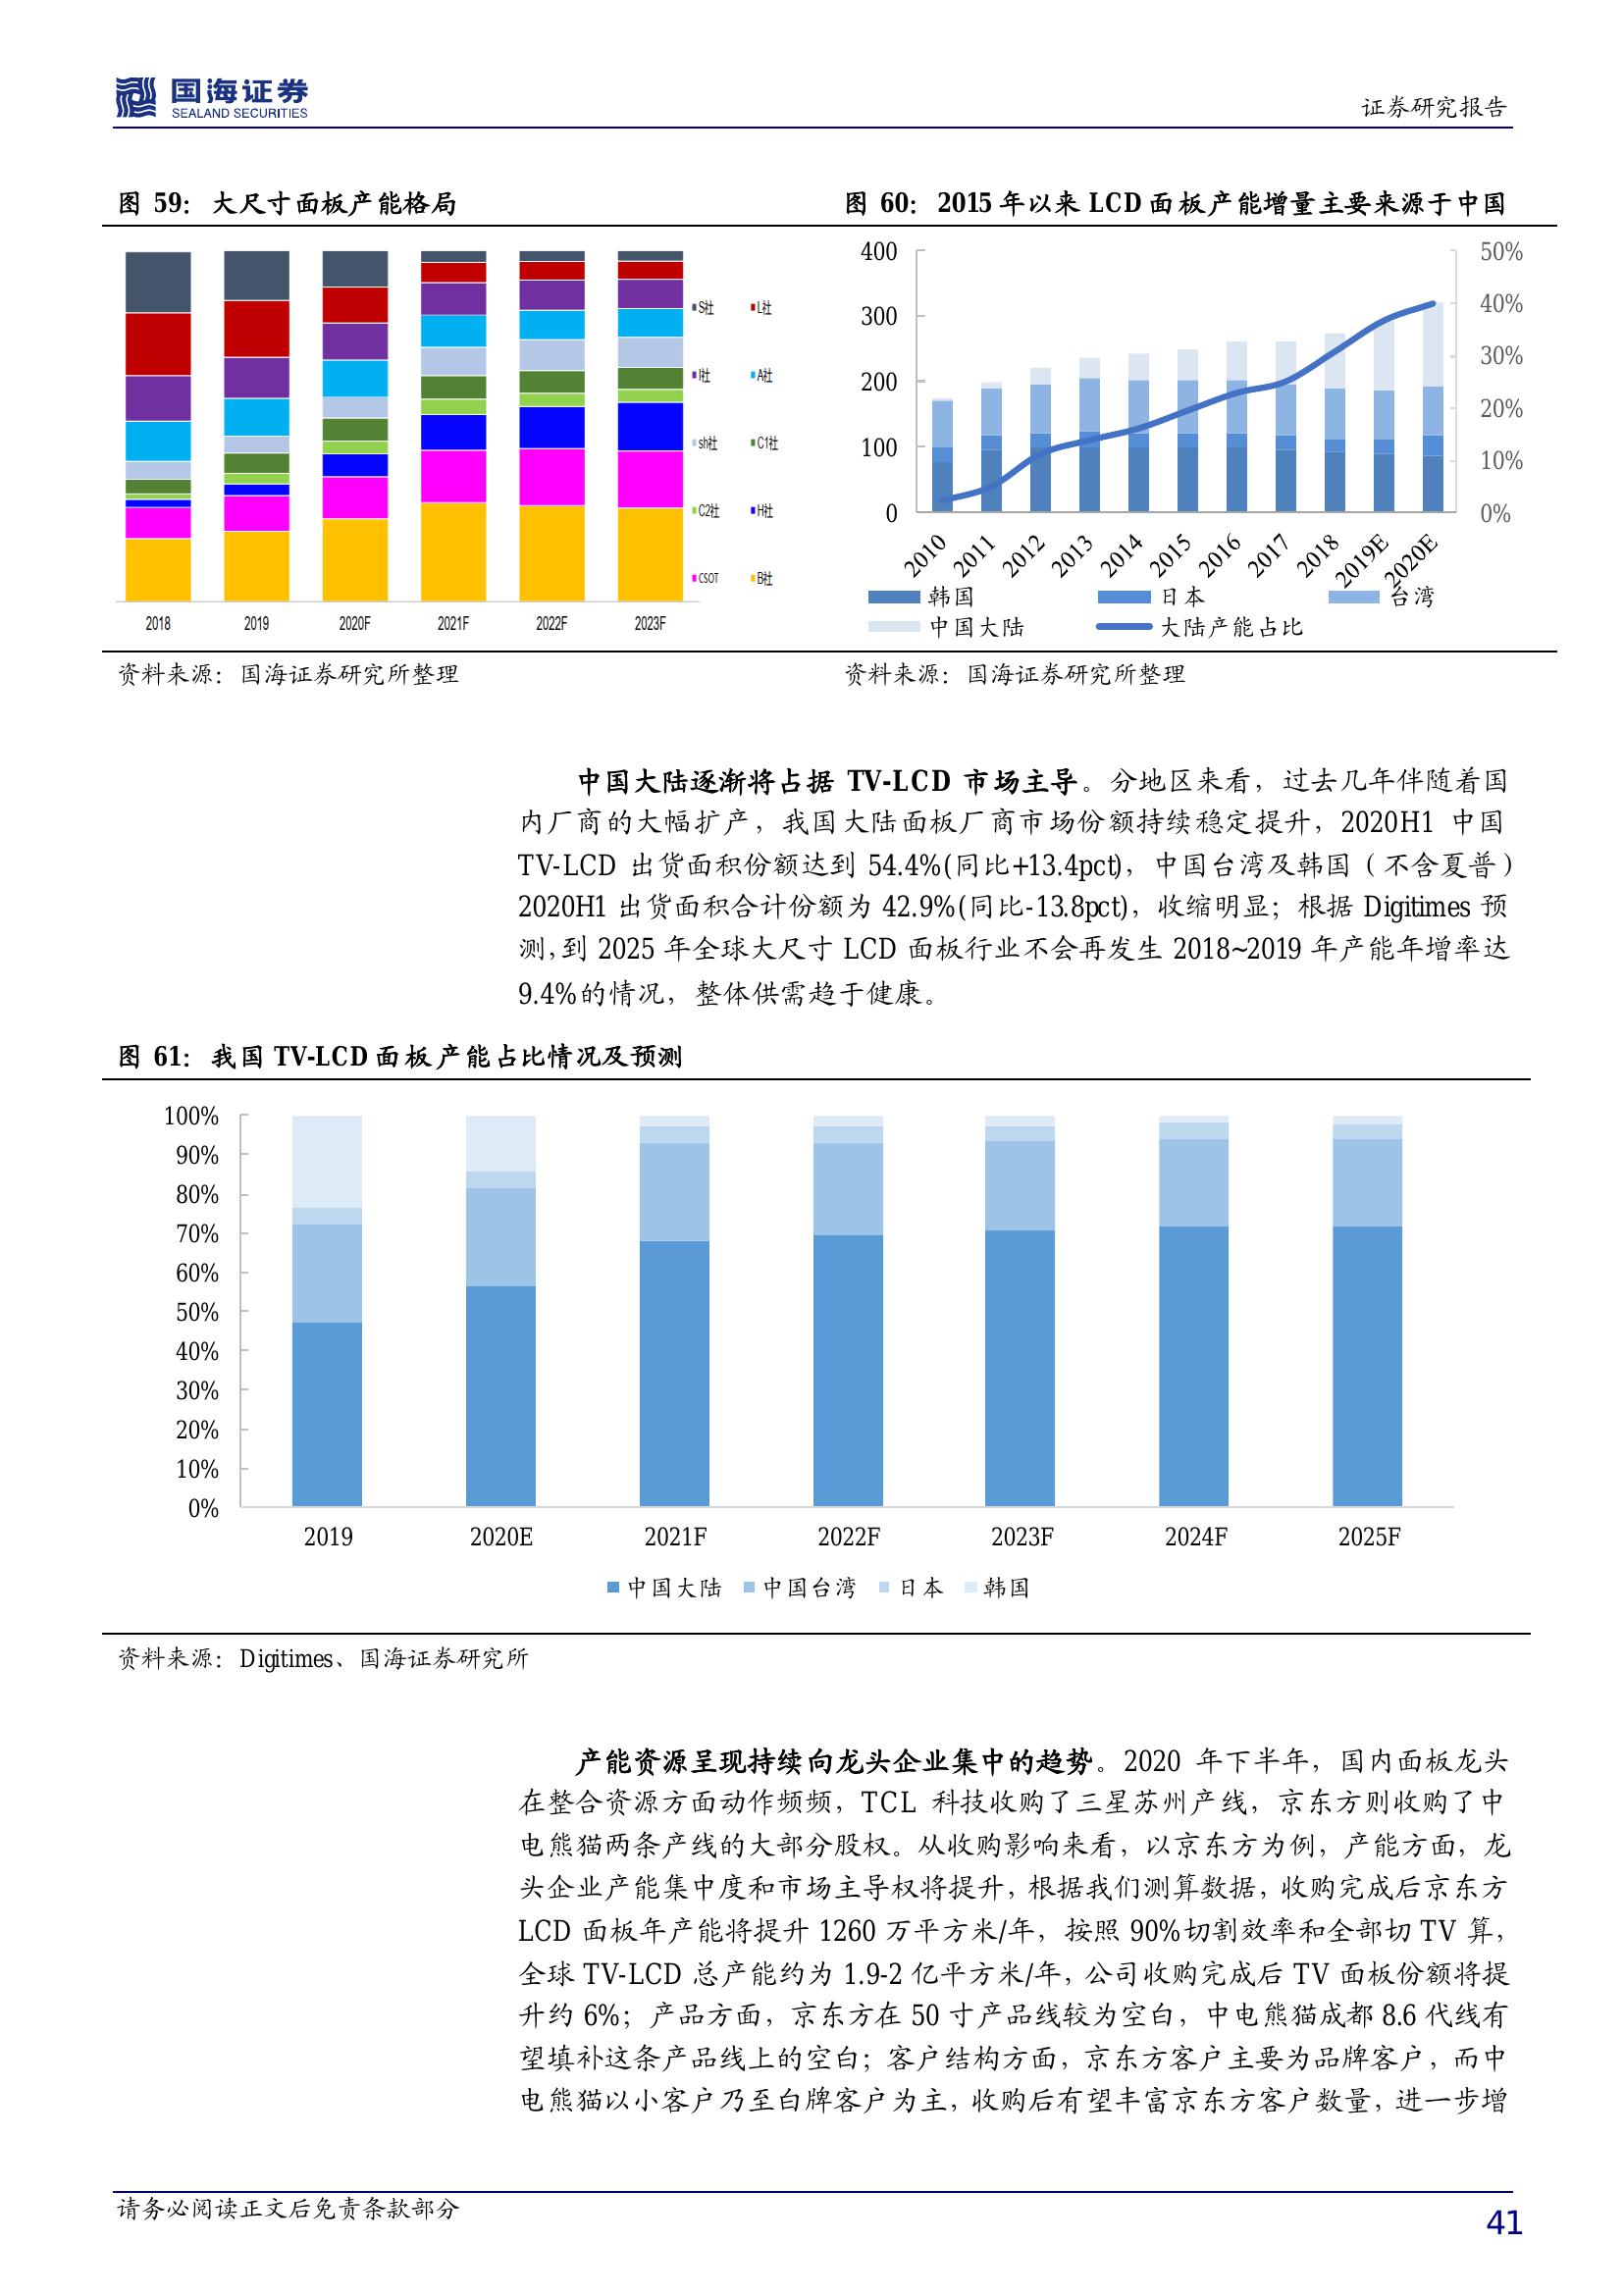 国海证券
SEALAND SECURITIES
证券研究报告
图 59：大尺寸面板产能格局
S社 L社
I社 A社
sh社 C1社
C2社 H社
CSOT B社
2018 2019 2020F 2021F 2022F 2023F
资料来源：国海证券研究所整理
图 60：2015 年以来 LCD 面板产能增量主要来源于中国
400 50%
300 40%
200 30%
100 20%
0 10%
0%
2010 2011 2012 2013 2014 2015 2016 2017 2018 2019E 2020E
韩国 日本 台湾
中国大陆 大陆产能占比
资料来源：国海证券研究所整理
中国大陆逐渐将占据 TV-LCD 市场主导。分地区来看，过去几年伴随着国
内厂商的大幅扩产，我国大陆面板厂商市场份额持续稳定提升，2020H1 中国
TV-LCD 出货面积份额达到 54.4%(同比+13.4pct)，中国台湾及韩国（不含夏普）
2020H1 出货面积合计份额为 42.9%(同比-13.8pct)，收缩明显；根据 Digitimes 预
测，到 2025 年全球大尺寸 LCD 面板行业不会再发生 2018~2019 年产能年增率达
9.4%的情况，整体供需趋于健康。
图 61：我国 TV-LCD 面板产能占比情况及预测
100%
90%
80%
70%
60%
50%
40%
30%
20%
10%
0%
2019 2020E 2021F 2022F 2023F 2024F 2025F
中国大陆 中国台湾 日本 韩国
资料来源：Digitimes、国海证券研究所
产能资源呈现持续向龙头企业集中的趋势。2020 年下半年，国内面板龙头
在整合资源方面动作频频，TCL 科技收购了三星苏州产线，京东方则收购了中
电熊猫两条产线的大部分股权。从收购影响来看，以京东方为例，产能方面，龙
头企业产能集中度和市场主导权将提升，根据我们测算数据，收购完成后京东方
LCD 面板年产能将提升 1260 万平方米/年，按照 90%切割效率和全部切 TV 算，
全球 TV-LCD 总产能约为 1.9-2 亿平方米/年，公司收购完成后 TV 面板份额将提
升约 6%；产品方面，京东方在 50 寸产品线较为空白，中电熊猫成都 8.6 代线有
望填补这条产品线上的空白；客户结构方面，京东方客户主要为品牌客户，而中
电熊猫以小客户乃至白牌客户为主，收购后有望丰富京东方客户数量，进一步增
请务必阅读正文后免责条款部分
41